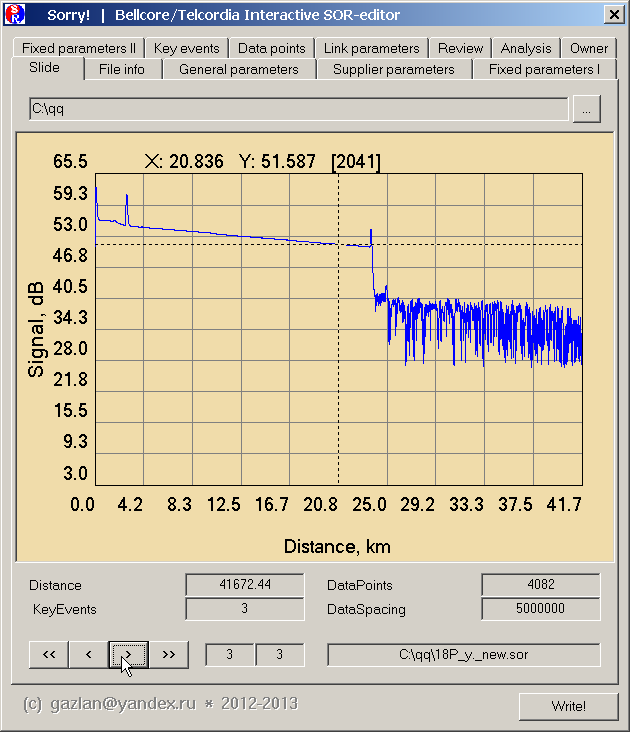 Sorry! | Bellcore/Telcordia Interactive SOR-editor
Fixed parameters II Key events Data points Link parameters Review Analysis Owner
Slide File info General parameters Supplier parameters Fixed parameters I
C:\qq ...
X: 20.836 Y: 51.587 [2041]
65.5
59.3
53.0
46.8
40.5
34.3
28.0
21.8
15.5
9.3
3.0
Signal, dB
0.0 4.2 8.3 12.5 16.7 20.8 25.0 29.2 33.3 37.5 41.7
Distance, km
Distance 41672.44 DataPoints 4082
KeyEvents 3 DataSpacing 5000000
<< < > >> 3 3 C:\qq\18P_y._new.sor
(c) gazlan@yandex.ru * 2012-2013 Write!